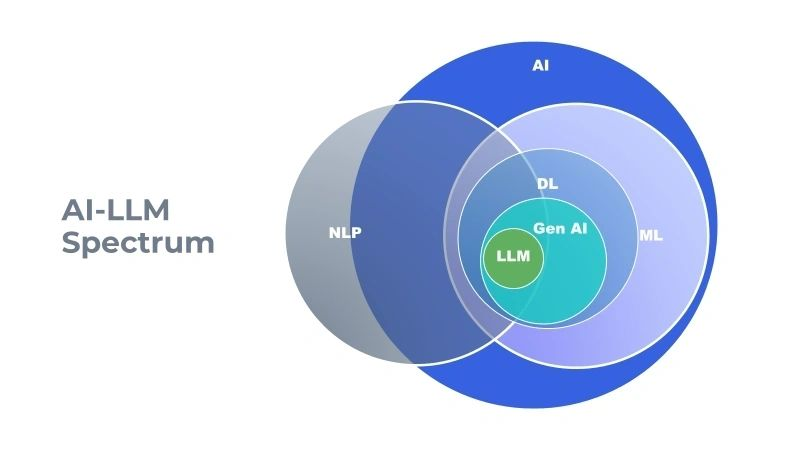 AI-LLM
Spectrum
AI
DL
Gen AI
NLP
ML
LLM